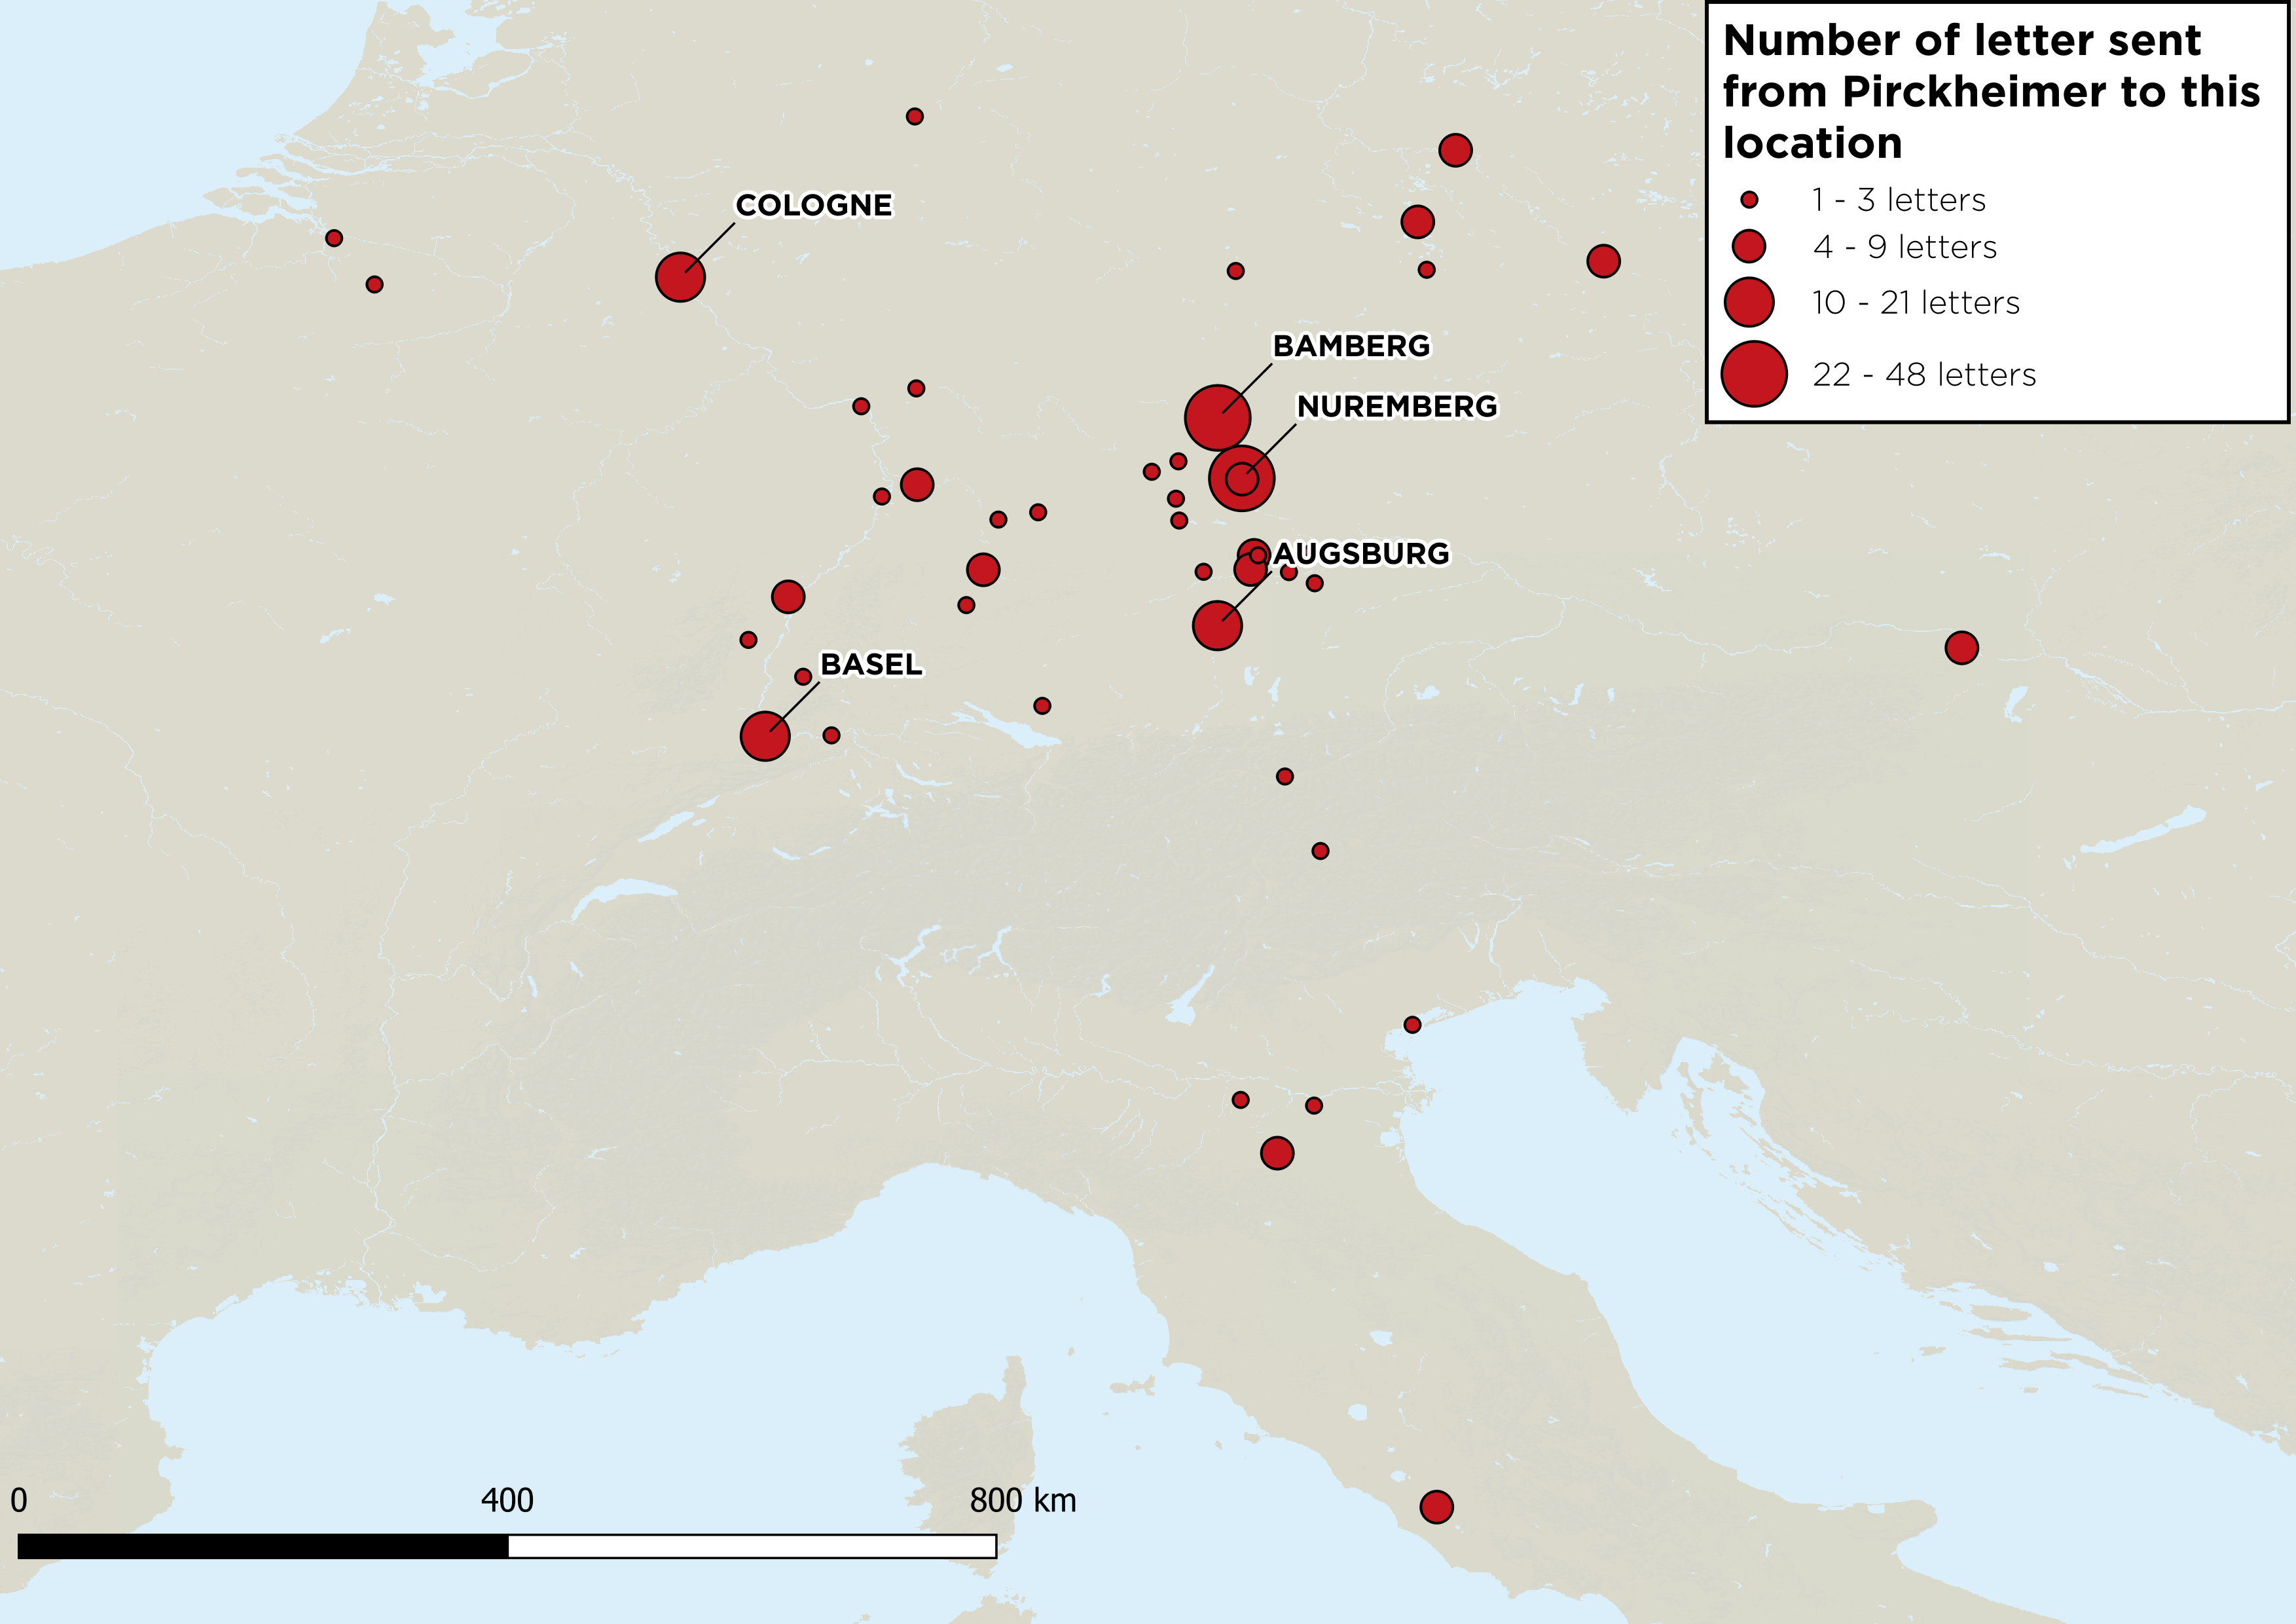 Number of letter sent
from Pirckheimer to this
location
1 - 3 letters
4 - 9 letters
10 - 21 letters
22 - 48 letters
COLOGNE
BAMBERG
NUREMBERG
AUGSBURG
BASEL
0 400 800 km